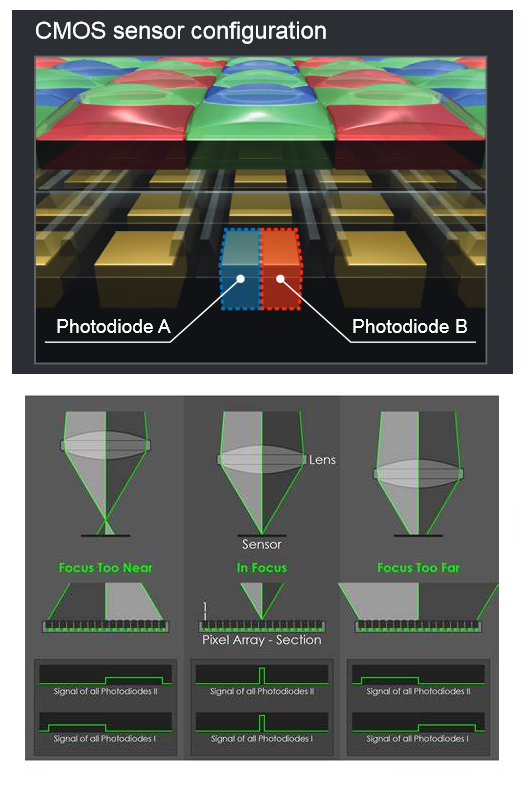 CMOS sensor configuration
Photodiode A
Photodiode B
Lens
Sensor
Focus Too Near
In Focus
Focus Too Far
1
Pixel Array - Section
Signal of all Photodiodes II
Signal of all Photodiodes II
Signal of all Photodiodes II
Signal of all Photodiodes I
Signal of all Photodiodes I
Signal of all Photodiodes I